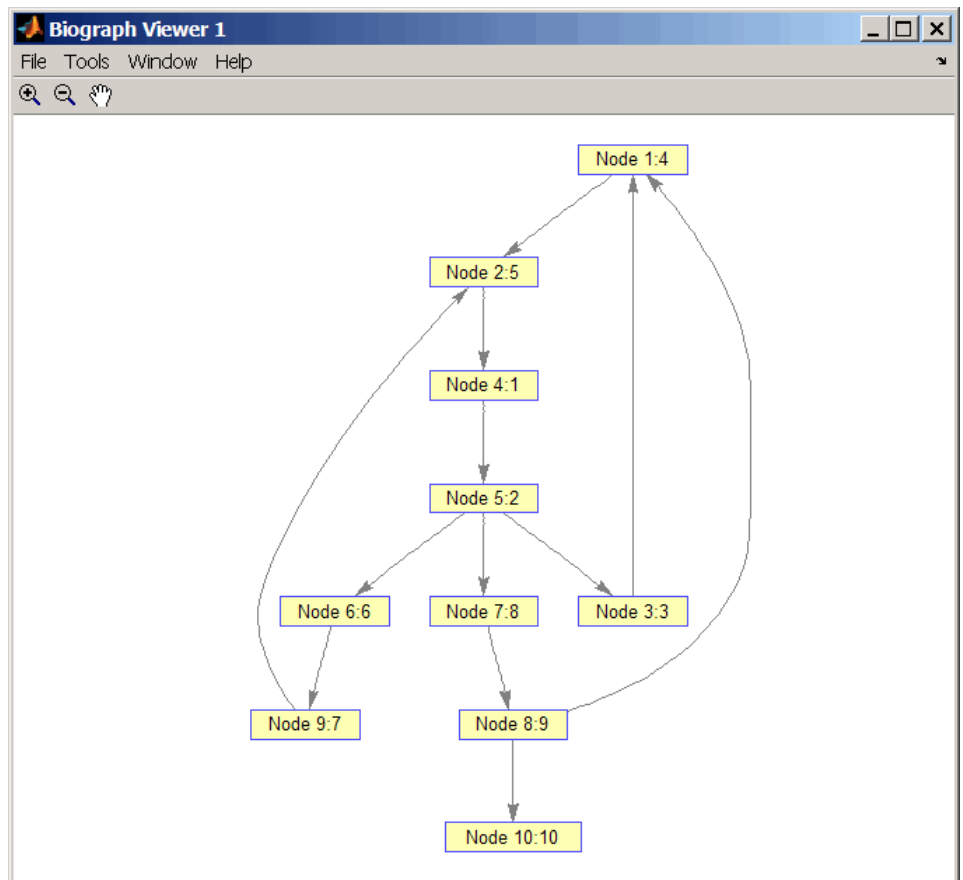 Biograph Viewer 1
File Tools Window Help
Node 1:4
Node 2:5
Node 4:1
Node 5:2
Node 6:6 Node 7:8 Node 3:3
Node 9:7 Node 8:9
Node 10:10